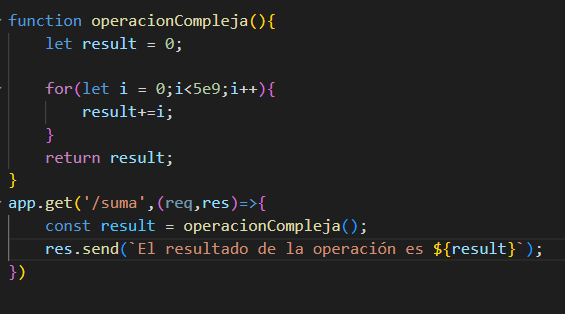 function operacionCompleja(){
let result = 0;
for(let i = 0;i<5e9;i++){
result+=i;
}
return result;
}
app.get('/suma',(req,res)=>{
const result = operacionCompleja();
res.send(`El resultado de la operación es ${result}`);
})